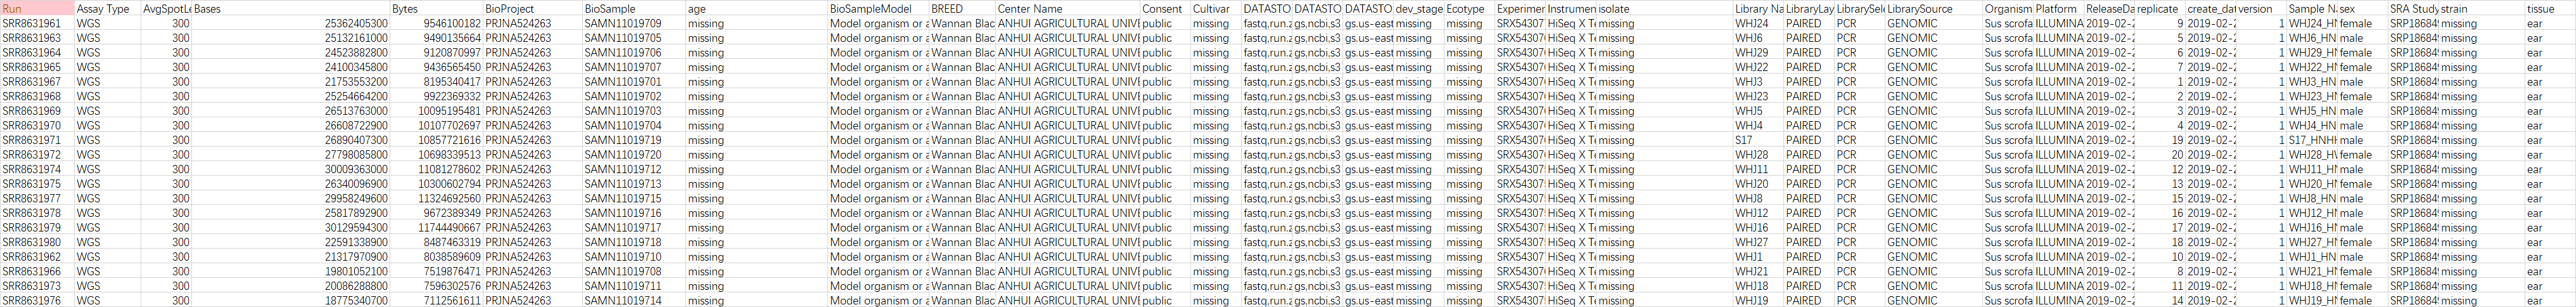 Run Assay Type AvgSpotLe Bases Bytes BioProject BioSample age BioSampleModel BREED Center Name Consent Cultivar DATASTO DATASTO DATASTO dev_stage Ecotype Experimer Instrumen isolate Library Na LibraryLay LibrarySele LibrarySource Organism Platform ReleaseDa replicate create_dat version Sample N sex SRA Study strain tissue
SRR8631961 WGS 300 25362405300 9546100182 PRJNA524263 SAMN11019709 missing Model organism or a Wannan Blac ANHUI AGRICULTURAL UNIVE public missing fastq,run.z gs,ncbi,s3 gs.us-east missing missing SRX54307 HiSeq X Te missing WHJ24 PAIRED PCR GENOMIC Sus scrofa ILLUMINA 2019-02-2 9 2019-02-2 1 WHJ24_H female SRP18684 missing ear
SRR8631963 WGS 300 25132161000 9490135664 PRJNA524263 SAMN11019705 missing Model organism or a Wannan Blac ANHUI AGRICULTURAL UNIVE public missing fastq,run.z gs,ncbi,s3 gs.us-east missing missing SRX54307 HiSeq X Te missing WHJ6 PAIRED PCR GENOMIC Sus scrofa ILLUMINA 2019-02-2 5 2019-02-2 1 WHJ6_HN male SRP18684 missing ear
SRR8631964 WGS 300 24523882800 9120870997 PRJNA524263 SAMN11019706 missing Model organism or a Wannan Blac ANHUI AGRICULTURAL UNIVE public missing fastq,run.z gs,ncbi,s3 gs.us-east missing missing SRX54307 HiSeq X Te missing WHJ29 PAIRED PCR GENOMIC Sus scrofa ILLUMINA 2019-02-2 6 2019-02-2 1 WHJ29_H female SRP18684 missing ear
SRR8631965 WGS 300 24100345800 9436565450 PRJNA524263 SAMN11019707 missing Model organism or a Wannan Blac ANHUI AGRICULTURAL UNIVE public missing fastq,run.z gs,ncbi,s3 gs.us-east missing missing SRX54307 HiSeq X Te missing WHJ22 PAIRED PCR GENOMIC Sus scrofa ILLUMINA 2019-02-2 7 2019-02-2 1 WHJ22_H female SRP18684 missing ear
SRR8631967 WGS 300 21753553200 8195340417 PRJNA524263 SAMN11019701 missing Model organism or a Wannan Blac ANHUI AGRICULTURAL UNIVE public missing fastq,run.z gs,ncbi,s3 gs.us-east missing missing SRX54307 HiSeq X Te missing WHJ3 PAIRED PCR GENOMIC Sus scrofa ILLUMINA 2019-02-2 1 2019-02-2 1 WHJ3_HN male SRP18684 missing ear
SRR8631968 WGS 300 25254664200 9922369332 PRJNA524263 SAMN11019702 missing Model organism or a Wannan Blac ANHUI AGRICULTURAL UNIVE public missing fastq,run.z gs,ncbi,s3 gs.us-east missing missing SRX54307 HiSeq X Te missing WHJ23 PAIRED PCR GENOMIC Sus scrofa ILLUMINA 2019-02-2 2 2019-02-2 1 WHJ23_H female SRP18684 missing ear
SRR8631969 WGS 300 26513763000 10095195481 PRJNA524263 SAMN11019703 missing Model organism or a Wannan Blac ANHUI AGRICULTURAL UNIVE public missing fastq,run.z gs,ncbi,s3 gs.us-east missing missing SRX54307 HiSeq X Te missing WHJ5 PAIRED PCR GENOMIC Sus scrofa ILLUMINA 2019-02-2 3 2019-02-2 1 WHJ5_HN male SRP18684 missing ear
SRR8631970 WGS 300 26608722900 10107702697 PRJNA524263 SAMN11019704 missing Model organism or a Wannan Blac ANHUI AGRICULTURAL UNIVE public missing fastq,run.z gs,ncbi,s3 gs.us-east missing missing SRX54307 HiSeq X Te missing WHJ4 PAIRED PCR GENOMIC Sus scrofa ILLUMINA 2019-02-2 4 2019-02-2 1 WHJ4_HN male SRP18684 missing ear
SRR8631971 WGS 300 26890407300 10857721616 PRJNA524263 SAMN11019719 missing Model organism or a Wannan Blac ANHUI AGRICULTURAL UNIVE public missing fastq,run.z gs,ncbi,s3 gs.us-east missing missing SRX54307 HiSeq X Te missing S17 PAIRED PCR GENOMIC Sus scrofa ILLUMINA 2019-02-2 19 2019-02-2 1 S17_HNH male SRP18684 missing ear
SRR8631972 WGS 300 27798085800 10698339513 PRJNA524263 SAMN11019720 missing Model organism or a Wannan Blac ANHUI AGRICULTURAL UNIVE public missing fastq,run.z gs,ncbi,s3 gs.us-east missing missing SRX54307 HiSeq X Te missing WHJ28 PAIRED PCR GENOMIC Sus scrofa ILLUMINA 2019-02-2 20 2019-02-2 1 WHJ28_H female SRP18684 missing ear
SRR8631974 WGS 300 30009363000 11081278602 PRJNA524263 SAMN11019712 missing Model organism or a Wannan Blac ANHUI AGRICULTURAL UNIVE public missing fastq,run.z gs,ncbi,s3 gs.us-east missing missing SRX54307 HiSeq X Te missing WHJ11 PAIRED PCR GENOMIC Sus scrofa ILLUMINA 2019-02-2 12 2019-02-2 1 WHJ11_H male SRP18684 missing ear
SRR8631975 WGS 300 26340096900 10300602794 PRJNA524263 SAMN11019713 missing Model organism or a Wannan Blac ANHUI AGRICULTURAL UNIVE public missing fastq,run.z gs,ncbi,s3 gs.us-east missing missing SRX54307 HiSeq X Te missing WHJ20 PAIRED PCR GENOMIC Sus scrofa ILLUMINA 2019-02-2 13 2019-02-2 1 WHJ20_H female SRP18684 missing ear
SRR8631977 WGS 300 29958249600 11324692560 PRJNA524263 SAMN11019715 missing Model organism or a Wannan Blac ANHUI AGRICULTURAL UNIVE public missing fastq,run.z gs,ncbi,s3 gs.us-east missing missing SRX54307 HiSeq X Te missing WHJ8 PAIRED PCR GENOMIC Sus scrofa ILLUMINA 2019-02-2 15 2019-02-2 1 WHJ8_HN male SRP18684 missing ear
SRR8631978 WGS 300 25817892900 9672389349 PRJNA524263 SAMN11019716 missing Model organism or a Wannan Blac ANHUI AGRICULTURAL UNIVE public missing fastq,run.z gs,ncbi,s3 gs.us-east missing missing SRX54307 HiSeq X Te missing WHJ12 PAIRED PCR GENOMIC Sus scrofa ILLUMINA 2019-02-2 16 2019-02-2 1 WHJ12_H male SRP18684 missing ear
SRR8631979 WGS 300 30129594300 11744490667 PRJNA524263 SAMN11019717 missing Model organism or a Wannan Blac ANHUI AGRICULTURAL UNIVE public missing fastq,run.z gs,ncbi,s3 gs.us-east missing missing SRX54307 HiSeq X Te missing WHJ16 PAIRED PCR GENOMIC Sus scrofa ILLUMINA 2019-02-2 17 2019-02-2 1 WHJ16_H male SRP18684 missing ear
SRR8631980 WGS 300 22591338900 8487463319 PRJNA524263 SAMN11019718 missing Model organism or a Wannan Blac ANHUI AGRICULTURAL UNIVE public missing fastq,run.z gs,ncbi,s3 gs.us-east missing missing SRX54307 HiSeq X Te missing WHJ27 PAIRED PCR GENOMIC Sus scrofa ILLUMINA 2019-02-2 18 2019-02-2 1 WHJ27_H female SRP18684 missing ear
SRR8631962 WGS 300 21317970900 8038589609 PRJNA524263 SAMN11019710 missing Model organism or a Wannan Blac ANHUI AGRICULTURAL UNIVE public missing fastq,run.z gs,ncbi,s3 gs.us-east missing missing SRX54307 HiSeq X Te missing WHJ1 PAIRED PCR GENOMIC Sus scrofa ILLUMINA 2019-02-2 10 2019-02-2 1 WHJ1_HN male SRP18684 missing ear
SRR8631966 WGS 300 19801052100 7519876471 PRJNA524263 SAMN11019708 missing Model organism or a Wannan Blac ANHUI AGRICULTURAL UNIVE public missing fastq,run.z gs,ncbi,s3 gs.us-east missing missing SRX54307 HiSeq X Te missing WHJ21 PAIRED PCR GENOMIC Sus scrofa ILLUMINA 2019-02-2 8 2019-02-2 1 WHJ21_H female SRP18684 missing ear
SRR8631973 WGS 300 20086288800 7596302576 PRJNA524263 SAMN11019711 missing Model organism or a Wannan Blac ANHUI AGRICULTURAL UNIVE public missing fastq,run.z gs,ncbi,s3 gs.us-east missing missing SRX54307 HiSeq X Te missing WHJ18 PAIRED PCR GENOMIC Sus scrofa ILLUMINA 2019-02-2 11 2019-02-2 1 WHJ18_H female SRP18684 missing ear
SRR8631976 WGS 300 18775340700 7112561611 PRJNA524263 SAMN11019714 missing Model organism or a Wannan Blac ANHUI AGRICULTURAL UNIVE public missing fastq,run.z gs,ncbi,s3 gs.us-east missing missing SRX54307 HiSeq X Te missing WHJ19 PAIRED PCR GENOMIC Sus scrofa ILLUMINA 2019-02-2 14 2019-02-2 1 WHJ19_H female SRP18684 missing ear